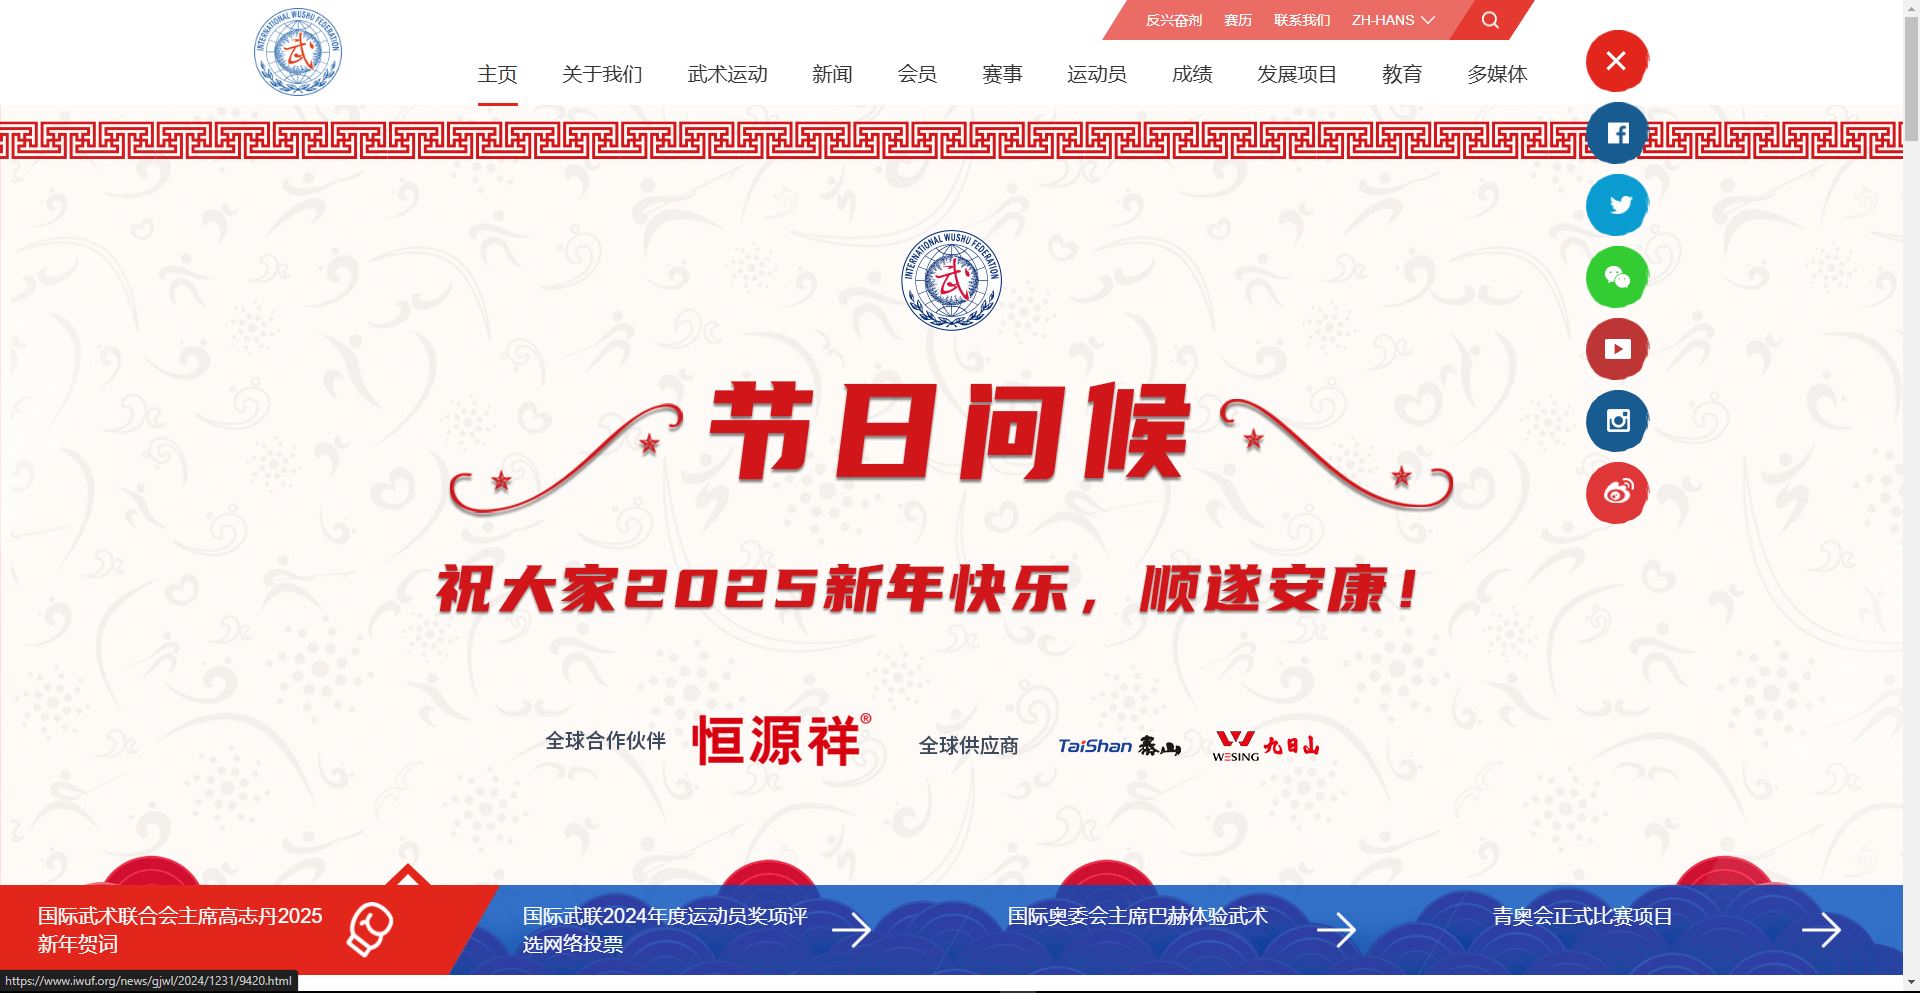 INTERNATIONAL WUSHU FEDERATION
武
反兴奋剂 赛历 联系我们 ZH-HANS
主页 关于我们 武术运动 新闻 会员 赛事 运动员 成绩 发展项目 教育 多媒体
INTERNATIONAL WUSHU FEDERATION
武
节日问候
祝大家2025新年快乐，顺遂安康！
全球合作伙伴 恒源祥® 全球供应商 TaiShan 泰山 WESING 九日山
国际武术联合会主席高志丹2025
新年贺词
国际武联2024年度运动员奖项评
选网络投票
国际奥委会主席巴赫体验武术
青奥会正式比赛项目
https://www.iwuf.org/news/gjwl/2024/1231/9420.html